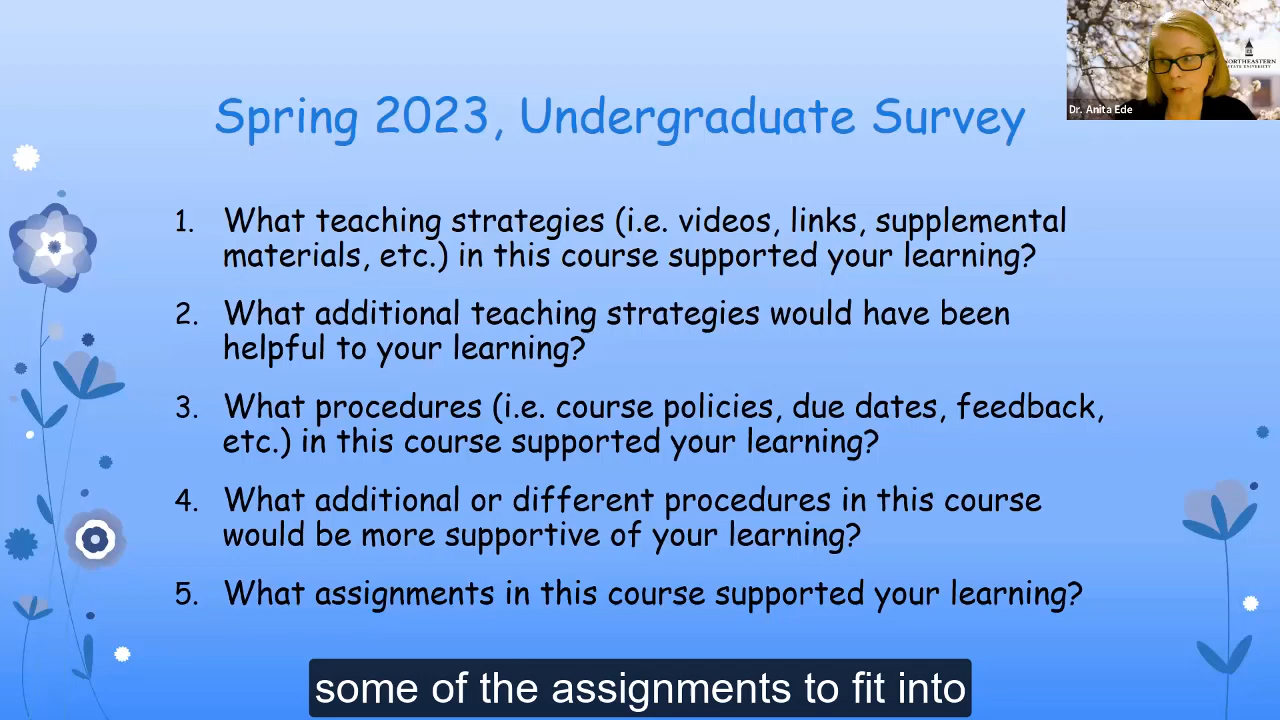 NORTHEASTERN
STATE UNIVERSITY
Dr. Anita Ede
Spring 2023, Undergraduate Survey
1. What teaching strategies (i.e. videos, links, supplemental
materials, etc.) in this course supported your learning?
2. What additional teaching strategies would have been
helpful to your learning?
3. What procedures (i.e. course policies, due dates, feedback,
etc.) in this course supported your learning?
4. What additional or different procedures in this course
would be more supportive of your learning?
5. What assignments in this course supported your learning?
some of the assignments to fit into